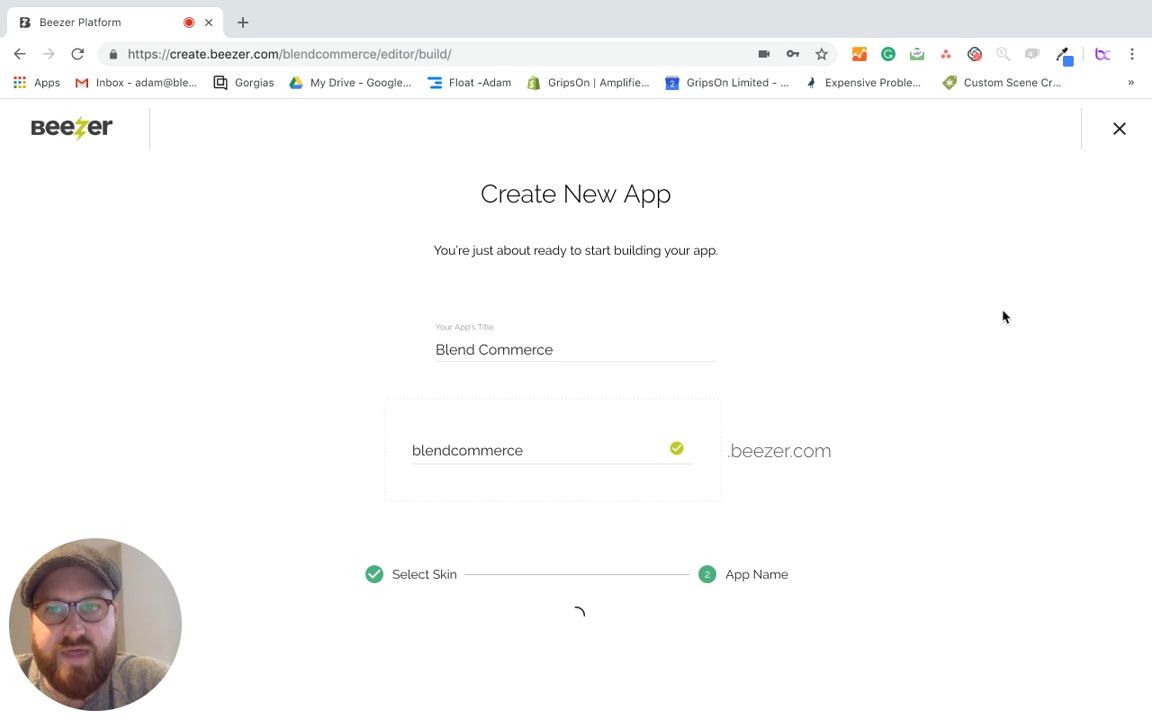 Beezer Platform
https://create.beezer.com/blendcommerce/editor/build/
Apps
Inbox - adam@ble...
Gorgias
My Drive - Google...
Float -Adam
GripsOn | Amplifie...
2
GripsOn Limited - ...
Expensive Proble...
Custom Scene Cr...
»
BEEZER
Create New App
You're just about ready to start building your app.
Your App's Title
Blend Commerce
blendcommerce
.beezer.com
Select Skin
2
App Name